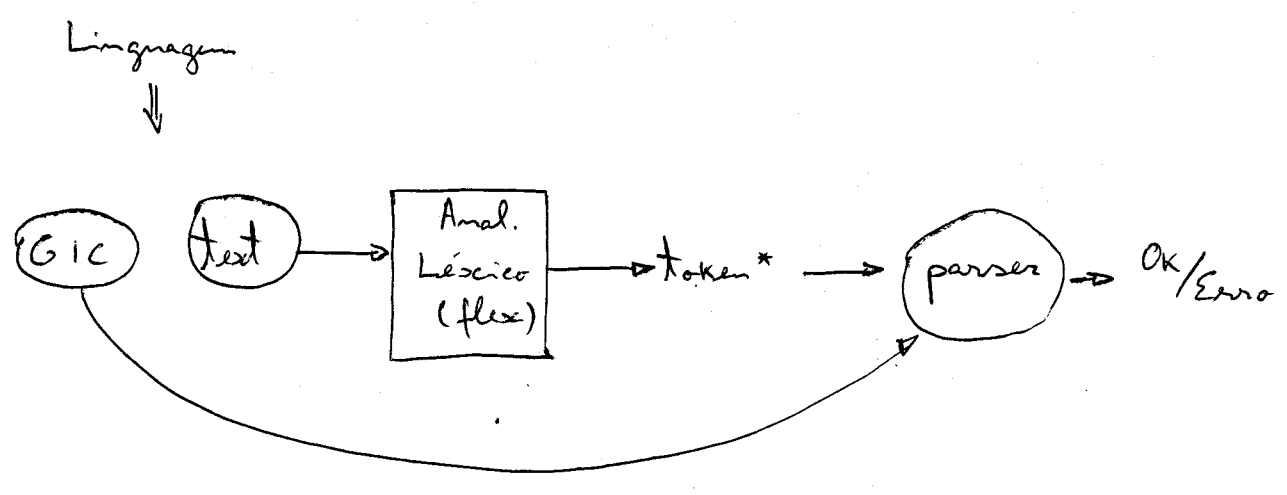 Linguagem
GIC
text
Anal.
Léxico
(flex)
token*
parser
Ok/Erro